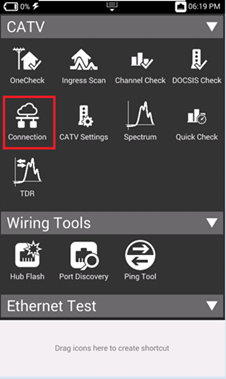 0% 06:19 PM
CATV
OneCheck Ingress Scan Channel Check DOCSIS Check
Connection CATV Settings Spectrum Quick Check
TDR
Wiring Tools
Hub Flash Port Discovery Ping Tool
Ethernet Test
Drag icons here to create shortcut